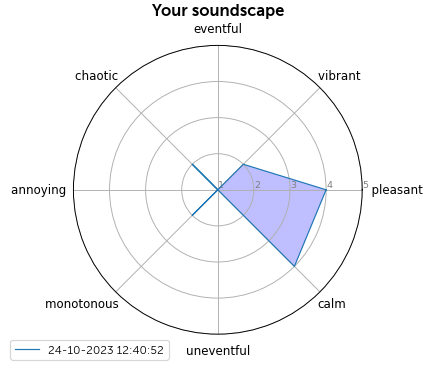 Your soundscape
eventful
chaotic
vibrant
annoying
1 2 3 4 5
pleasant
monotonous
calm
24-10-2023 12:40:52
uneventful